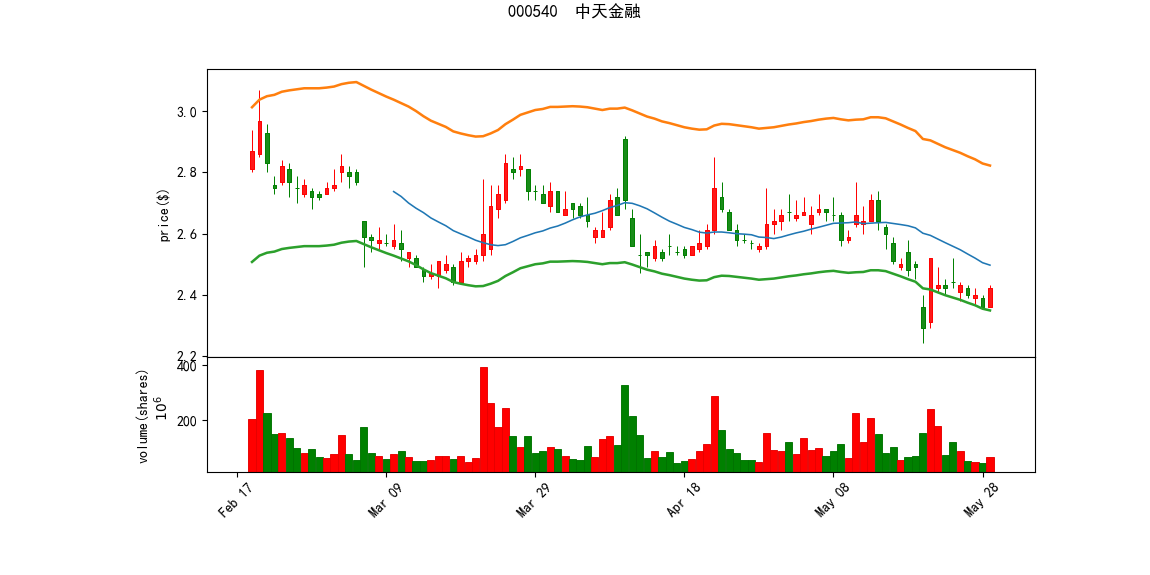 000540  中天金融
price($)
3.0
2.8
2.6
2.4
2.2
volume(shares)
10^6
400
200
Feb 17
Mar 09
Mar 29
Apr 18
May 08
May 28